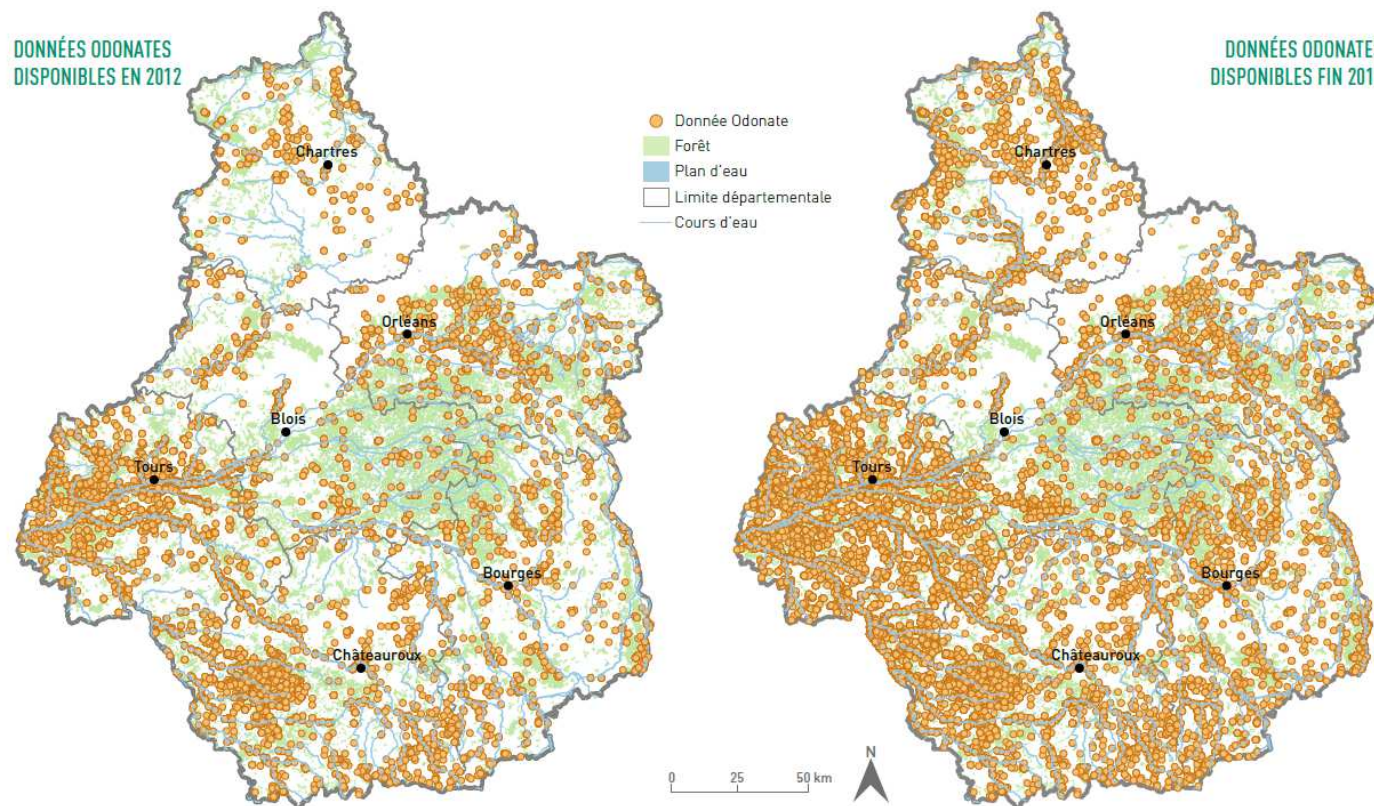 DONNÉES ODONATES
DISPONIBLES EN 2012
DONNÉES ODONATE
DISPONIBLES FIN 201
Donnée Odonate
Forêt
Plan d'eau
Limite départementale
Cours d'eau
Chartres
Orléans
Blois
Tours
Bourges
Châteauroux
Chartres
Orléans
Blois
Tours
Bourges
Châteauroux
N
0 25 50 km